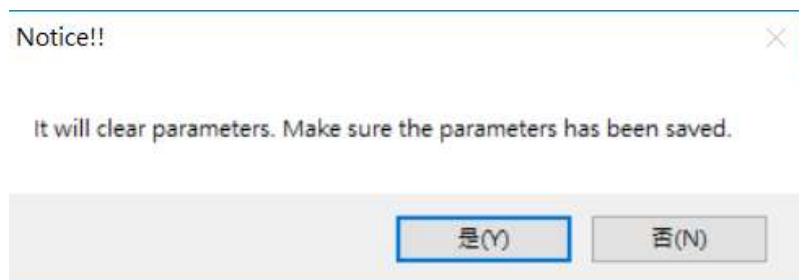 Notice!!
It will clear parameters. Make sure the parameters has been saved.
是(Y) 否(N)